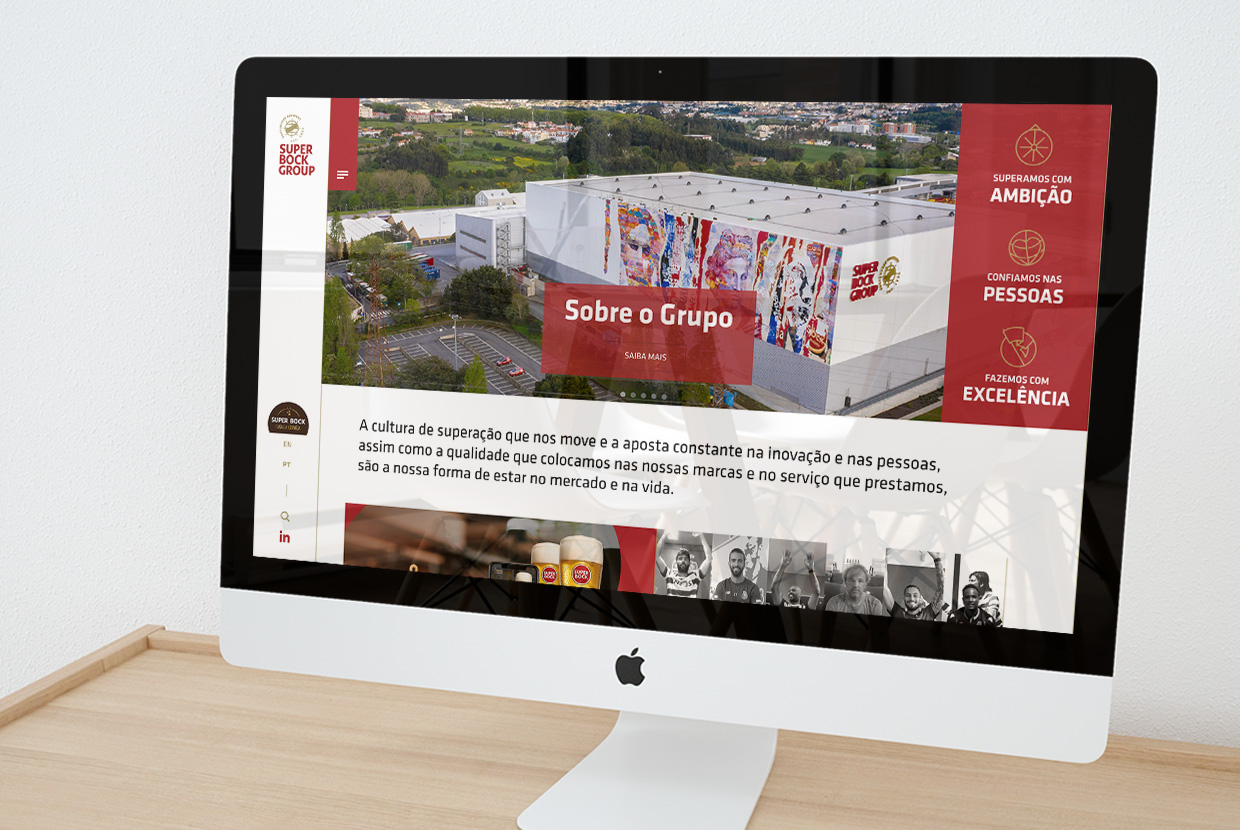 SUPER
BOCK
GROUP
SUPER BOCK
EN
PT
in
SUPER
BOCK
GROUP
Sobre o Grupo
SAIBA MAIS
SUPERAMOS COM
AMBIÇÃO
CONFIAMOS NAS
PESSOAS
FAZEMOS COM
EXCELÊNCIA
A cultura de superação que nos move e a aposta constante na inovação e nas pessoas,
assim como a qualidade que colocamos nas nossas marcas e no serviço que prestamos,
são a nossa forma de estar no mercado e na vida.
SUPER
BOCK
SUPER
BOCK